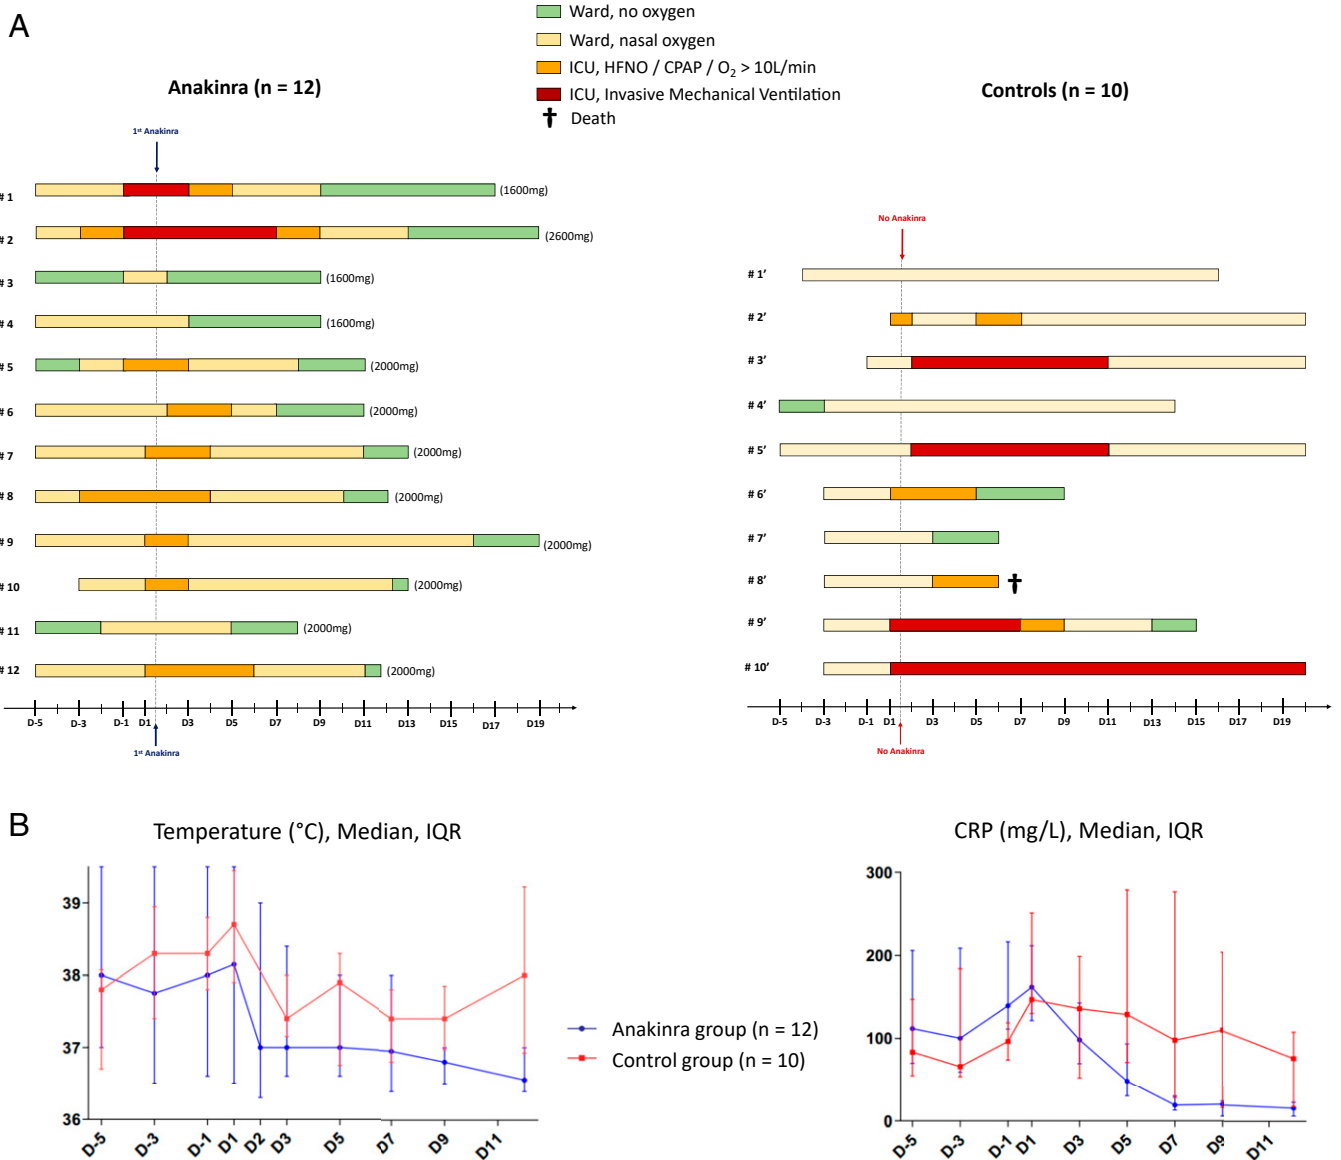 A
Ward, no oxygen
Ward, nasal oxygen
ICU, HFNO / CPAP / O₂ > 10L/min
ICU, Invasive Mechanical Ventilation
Death
Anakinra (n = 12)
Controls (n = 10)
1st Anakinra
# 1 (1600mg)
# 2 (2600mg)
# 3 (1600mg)
# 4 (1600mg)
# 5 (2000mg)
# 6 (2000mg)
# 7 (2000mg)
# 8 (2000mg)
# 9 (2000mg)
# 10 (2000mg)
# 11 (2000mg)
# 12 (2000mg)
D-5 D-3 D-1 D1 D3 D5 D7 D9 D11 D13 D15 D17 D19
1st Anakinra
No Anakinra
# 1'
# 2'
# 3'
# 4'
# 5'
# 6'
# 7'
# 8'
# 9'
# 10'
D-5 D-3 D-1 D1 D3 D5 D7 D9 D11 D13 D15 D17 D19
No Anakinra
B
Temperature (°C), Median, IQR
39
38
37
36
D-5 D-3 D-1 D1 D2 D3 D5 D7 D9 D11
Anakinra group (n = 12)
Control group (n = 10)
CRP (mg/L), Median, IQR
300
200
100
0
D-5 D-3 D-1 D1 D3 D5 D7 D9 D11